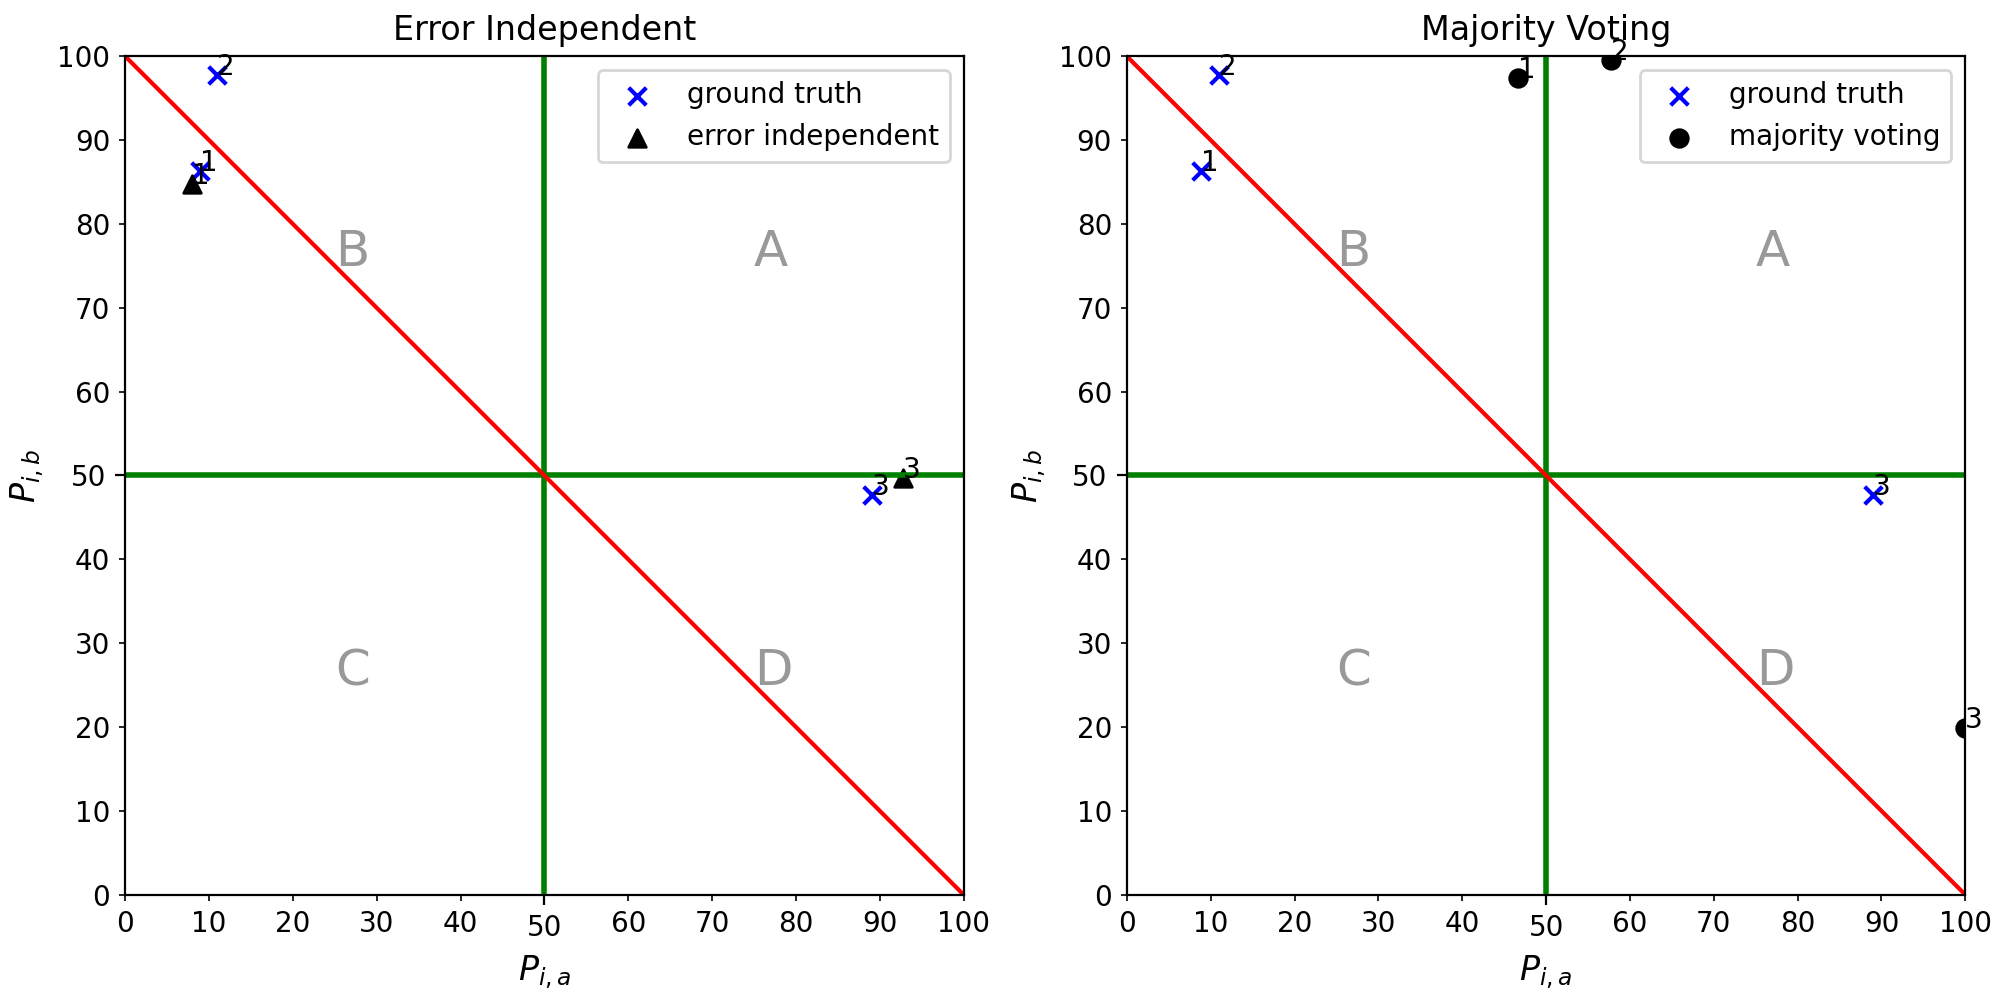 Error Independent
100
90
80
70
60
50
40
30
20
10
0
P_{i,b}
2
1
1
3
3
ground truth
error independent
B
A
C
D
0 10 20 30 40 50 60 70 80 90 100
P_{i,a}
Majority Voting
100
90
80
70
60
50
40
30
20
10
0
P_{i,b}
2
1
1
2
3
3
ground truth
majority voting
B
A
C
D
0 10 20 30 40 50 60 70 80 90 100
P_{i,a}